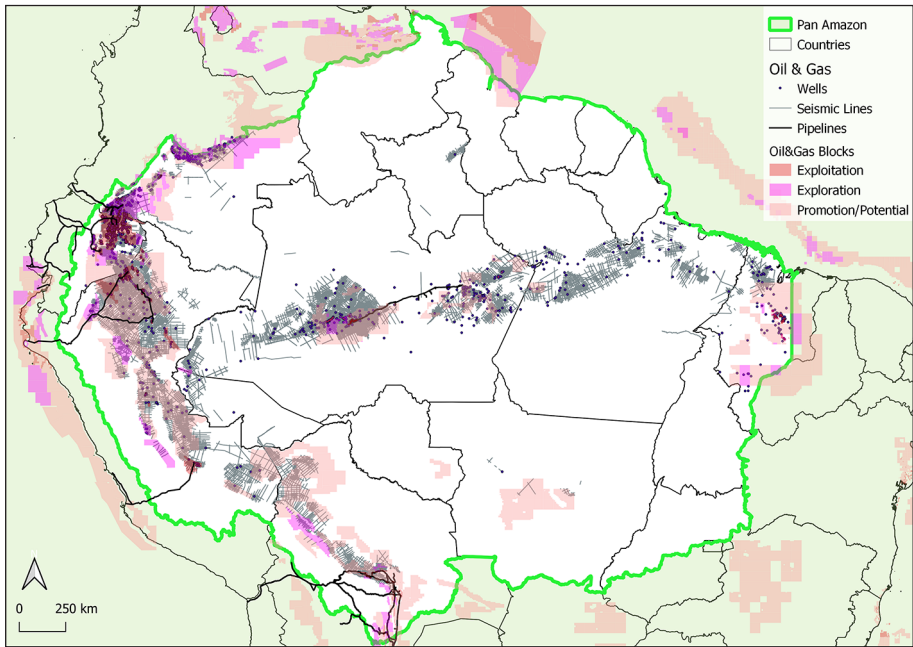 Pan Amazon
Countries
Oil & Gas
Wells
Seismic Lines
Pipelines
Oil&Gas Blocks
Exploitation
Exploration
Promotion/Potential
0 250 km